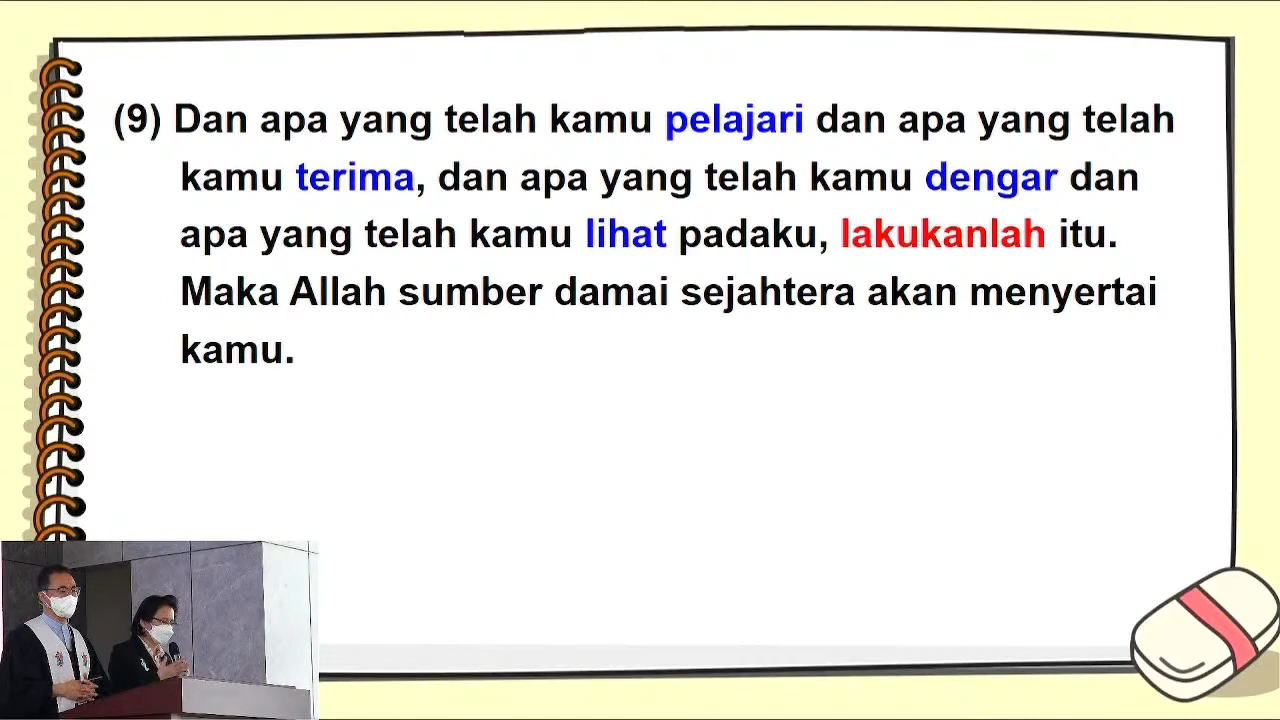 (9) Dan apa yang telah kamu pelajari dan apa yang telah
kamu terima, dan apa yang telah kamu dengar dan
apa yang telah kamu lihat padaku, lakukanlah itu.
Maka Allah sumber damai sejahtera akan menyertai
kamu.